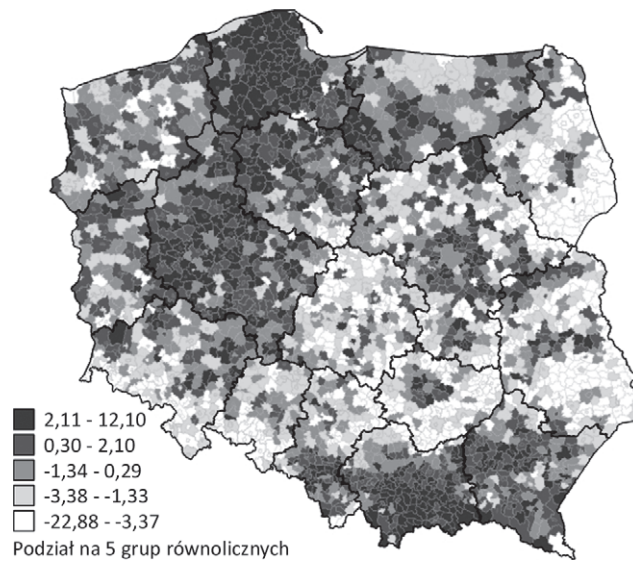 2,11 - 12,10
0,30 - 2,10
-1,34 - 0,29
-3,38 - -1,33
-22,88 - -3,37
Podział na 5 grup równolicznych